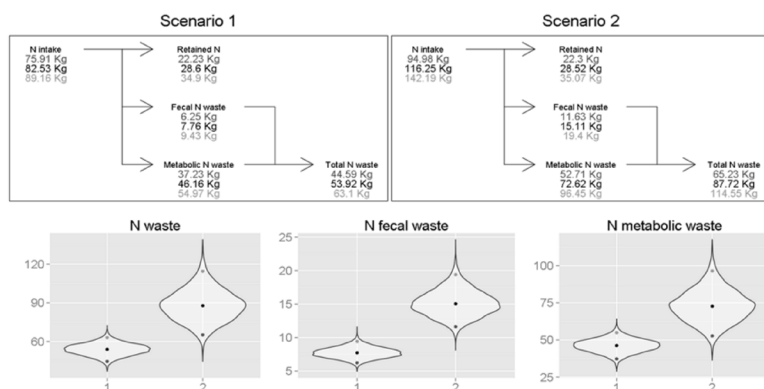 Scenario 1
Scenario 2
N intake
75.91 Kg
82.53 Kg
89.16 Kg
Retained N
22.23 Kg
28.6 Kg
34.9 Kg
Fecal N waste
6.25 Kg
7.76 Kg
9.43 Kg
Metabolic N waste
37.23 Kg
46.16 Kg
54.97 Kg
Total N waste
44.59 Kg
53.92 Kg
63.1 Kg
N intake
94.98 Kg
116.25 Kg
142.19 Kg
Retained N
22.3 Kg
28.52 Kg
35.07 Kg
Fecal N waste
11.63 Kg
15.11 Kg
19.4 Kg
Metabolic N waste
52.71 Kg
72.62 Kg
96.45 Kg
Total N waste
65.23 Kg
87.72 Kg
114.55 Kg
N waste
120
90
60
1
2
N fecal waste
25
20
15
10
5
1
2
N metabolic waste
100
75
50
25
1
2